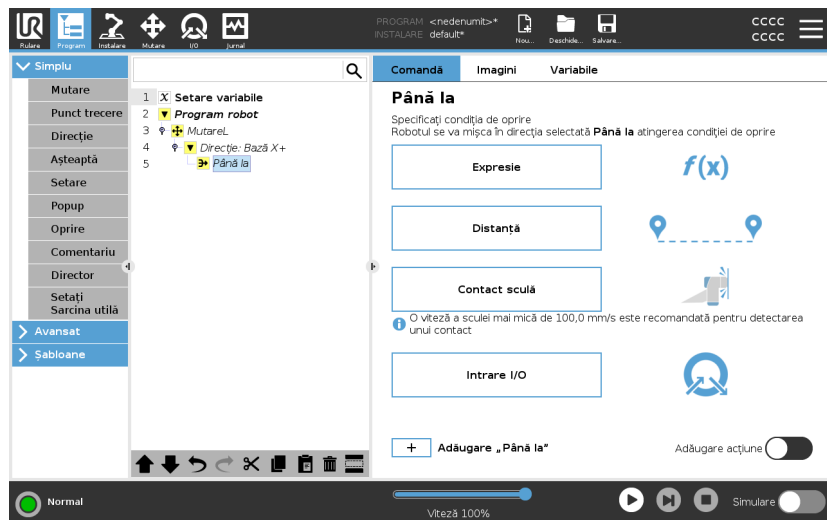 PROGRAM <nedenumit>*
INSTALARE default*
cccc
cccc
Rulare Program Instalare Mutare I/O Jurnal
Nou... Deschide... Salvare...
Simplu
Mutare
Punct trecere
Direcție
Așteaptă
Setare
Popup
Oprire
Comentariu
Director
Setați
Sarcina utilă
Avansat
Șabloane
1 X Setare variabile
2 Program robot
3 MutareL
4 Direcție: Bază X+
5 Până la
Comandă Imagini Variabile
Până la
Specificați condiția de oprire
Robotul se va mișca în direcția selectată Până la atingerea condiției de oprire
Expresie
f(x)
Distanță
Contact sculă
O viteză a sculei mai mică de 100,0 mm/s este recomandată pentru detectarea
unui contact
Intrare I/O
+ Adăugare „Până la”
Adăugare acțiune
Normal
Viteză 100%
Simulare